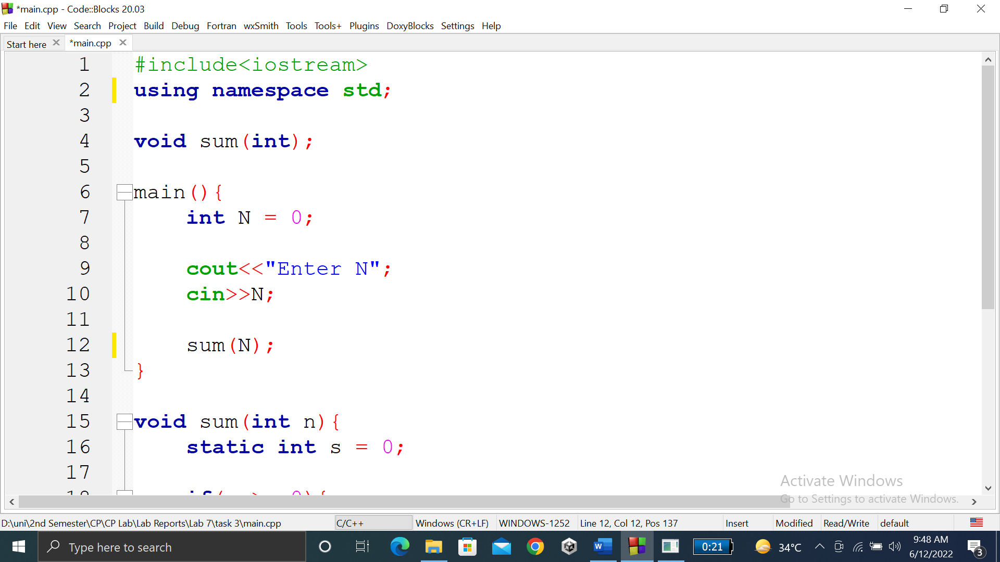 *main.cpp - Code::Blocks 20.03
File Edit View Search Project Build Debug Fortran wxSmith Tools Tools+ Plugins DoxyBlocks Settings Help
Start here *main.cpp
1 #include<iostream>
2 using namespace std;
3
4 void sum(int);
5
6 main(){
7 int N = 0;
8
9 cout<<"Enter N";
10 cin>>N;
11
12 sum(N);
13 }
14
15 void sum(int n){
16 static int s = 0;
17
Activate Windows
Go to Settings to activate Windows.
D:\uni\2nd Semester\CP\CP Lab\Lab Reports\Lab 7\task 3\main.cpp C/C++ Windows (CR+LF) WINDOWS-1252 Line 12, Col 12, Pos 137 Insert Modified Read/Write default
Type here to search 0:21 34°C 9:48 AM
6/12/2022 3